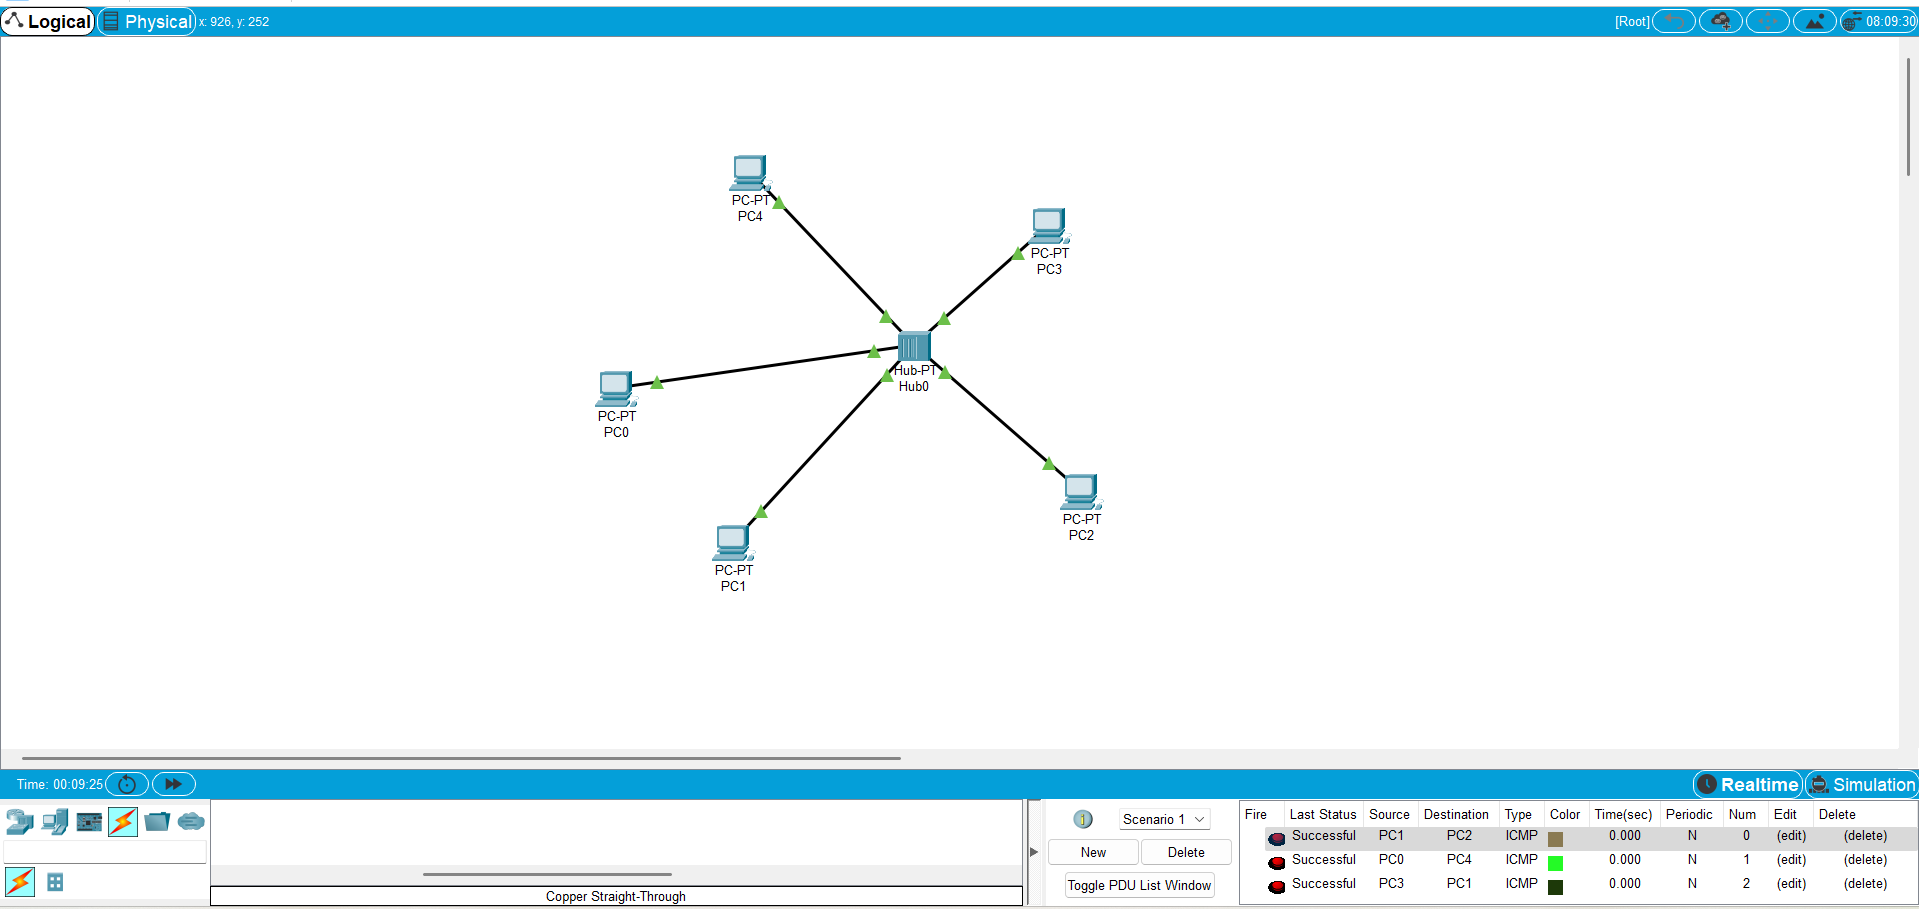 Logical Physical x: 926, y: 252 [Root] 08:09:30
PC-PT
PC4
PC-PT
PC3
Hub-PT
Hub0
PC-PT
PC0
PC-PT
PC2
PC-PT
PC1
Time: 00:09:25 Realtime Simulation
Scenario 1
New Delete
Toggle PDU List Window
Copper Straight-Through
Fire Last Status Source Destination Type Color Time(sec) Periodic Num Edit Delete
Successful PC1 PC2 ICMP 0.000 N 0 (edit) (delete)
Successful PC0 PC4 ICMP 0.000 N 1 (edit) (delete)
Successful PC3 PC1 ICMP 0.000 N 2 (edit) (delete)